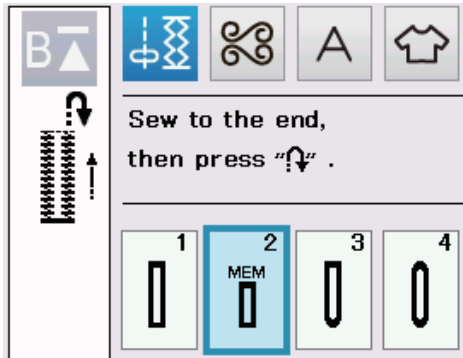 B
A
Sew to the end,
then press “ ” .
1
2
3
4
MEM